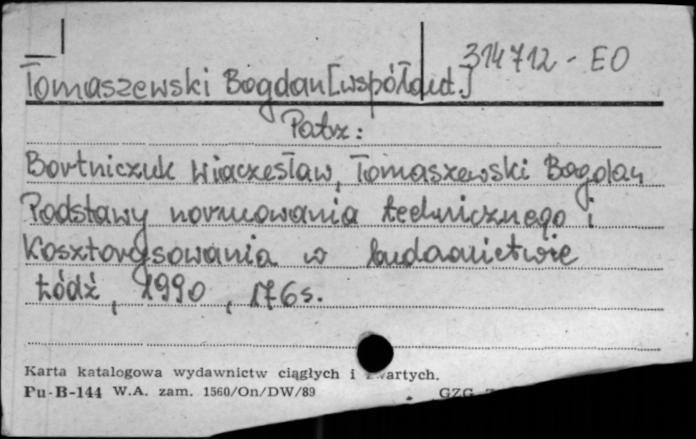 314712 - EO
Tomaszewski Bogdan [współaut.]
Patrz:
Bortniczuk Wiaczesław, Tomaszewski Bogdan
Podstawy normowania technicznego i
kosztorysowania w budownictwie
Łódź, 1990, 176 s.
Karta katalogowa wydawnictw ciągłych i zwartych.
Pu-B-144 W.A. zam. 1560/On/DW/89
GZG